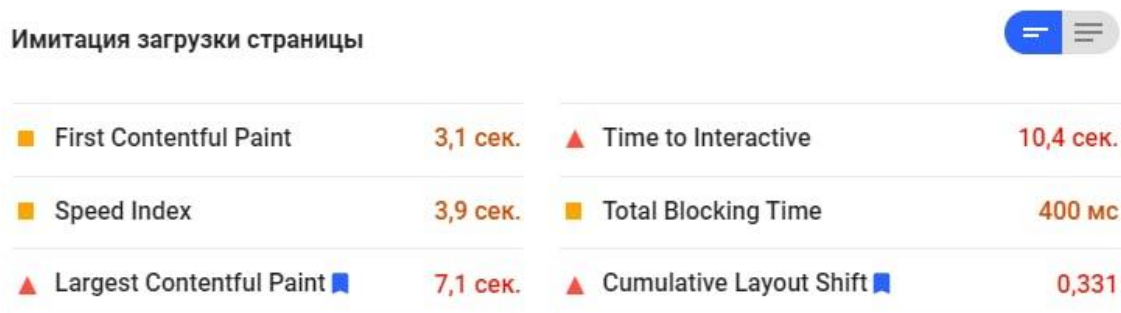 Имитация загрузки страницы
First Contentful Paint 3,1 сек.
Time to Interactive 10,4 сек.
Speed Index 3,9 сек.
Total Blocking Time 400 мс
Largest Contentful Paint 7,1 сек.
Cumulative Layout Shift 0,331